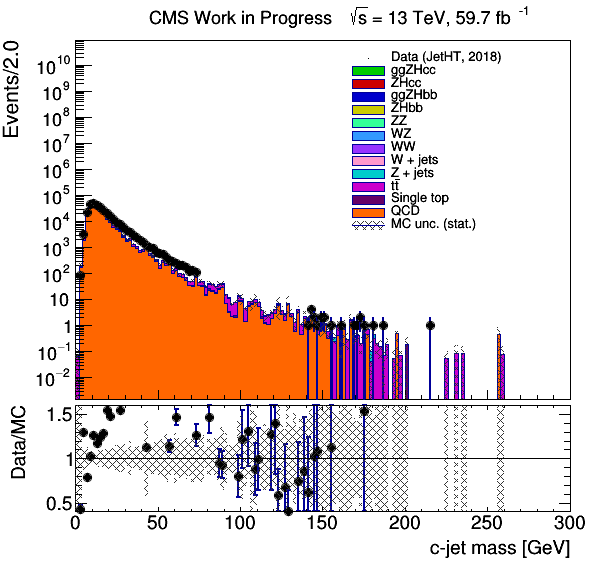 CMS Work in Progress √s = 13 TeV, 59.7 fb⁻¹
Events/2.0
10¹⁰
10⁹
10⁸
10⁷
10⁶
10⁵
10⁴
10³
10²
10
1
10⁻¹
10⁻²
Data (JetHT, 2018)
ggZHcc
ZHcc
ggZHbb
ZHbb
ZZ
WZ
WW
W + jets
Z + jets
tt̄
Single top
QCD
MC unc. (stat.)
Data/MC
1.5
1
0.5
0 50 100 150 200 250 300
c-jet mass [GeV]